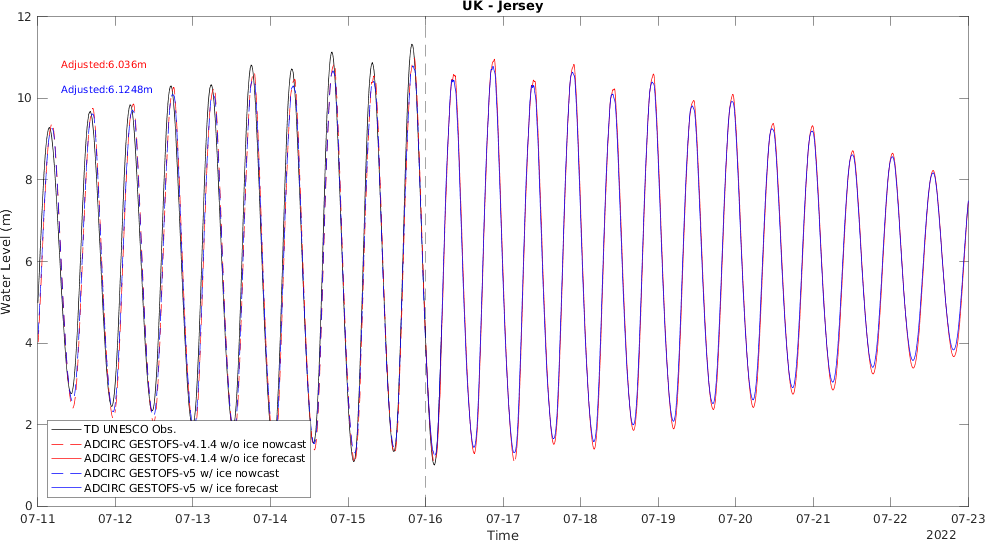 UK - Jersey
12
10
8
6
4
2
0
Water Level (m)
Adjusted:6.036m
Adjusted:6.1248m
TD UNESCO Obs.
ADCIRC GESTOFS-v4.1.4 w/o ice nowcast
ADCIRC GESTOFS-v4.1.4 w/o ice forecast
ADCIRC GESTOFS-v5 w/ ice nowcast
ADCIRC GESTOFS-v5 w/ ice forecast
07-11 07-12 07-13 07-14 07-15 07-16 07-17 07-18 07-19 07-20 07-21 07-22 07-23
Time
2022